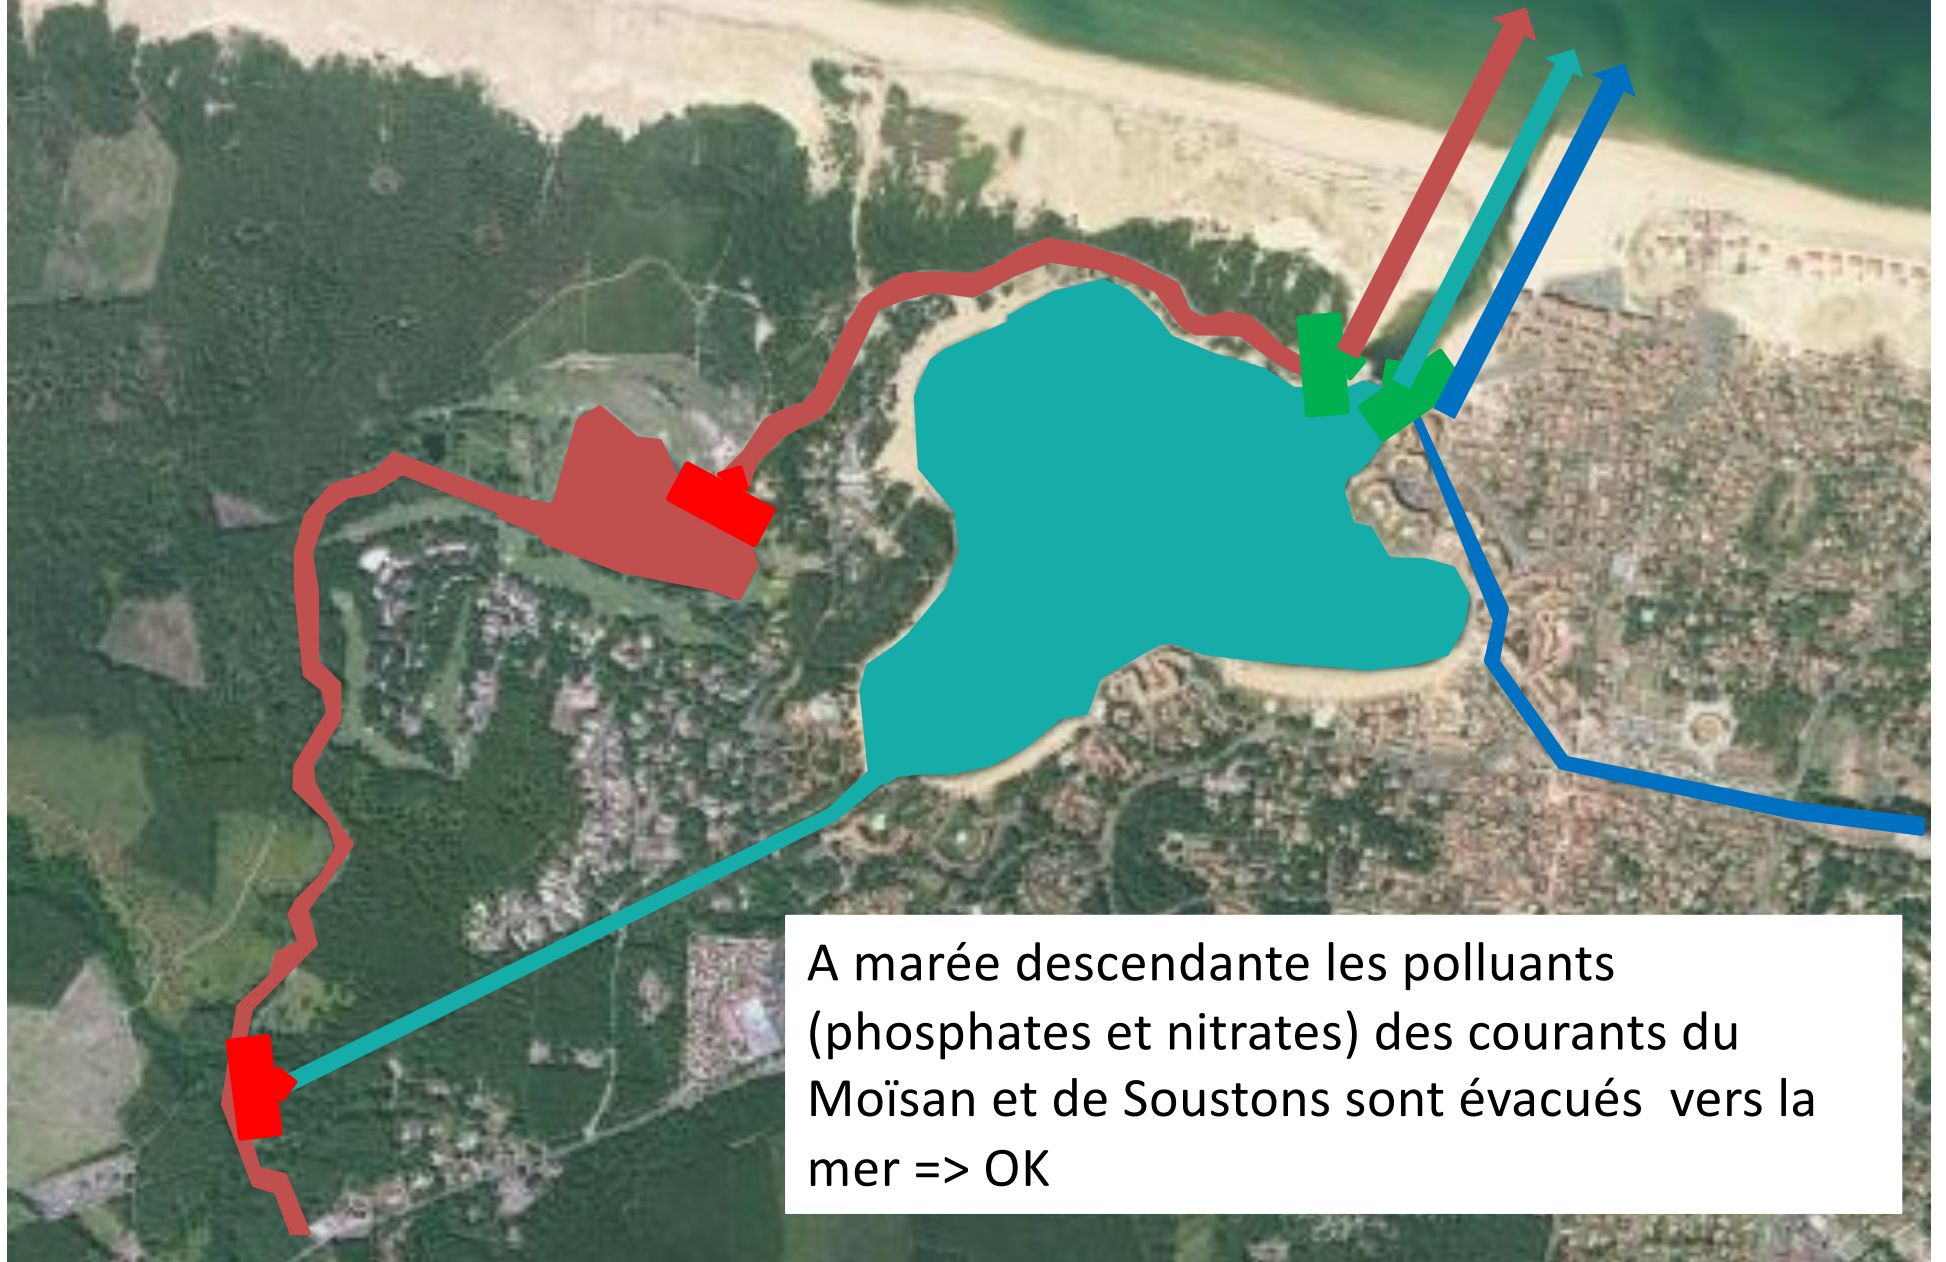 A marée descendante les polluants
(phosphates et nitrates) des courants du
Moïsan et de Soustons sont évacués  vers la
mer => OK